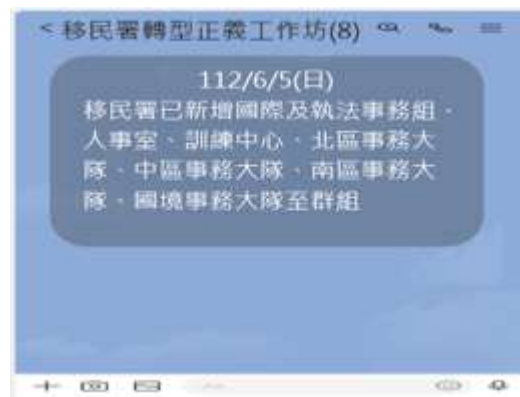 < 移民署轉型正義工作坊(8)
112/6/5(日)
移民署已新增國際及執法事務組、
人事室、訓練中心、北區事務大
隊、中區事務大隊、南區事務大
隊、國境事務大隊至群組